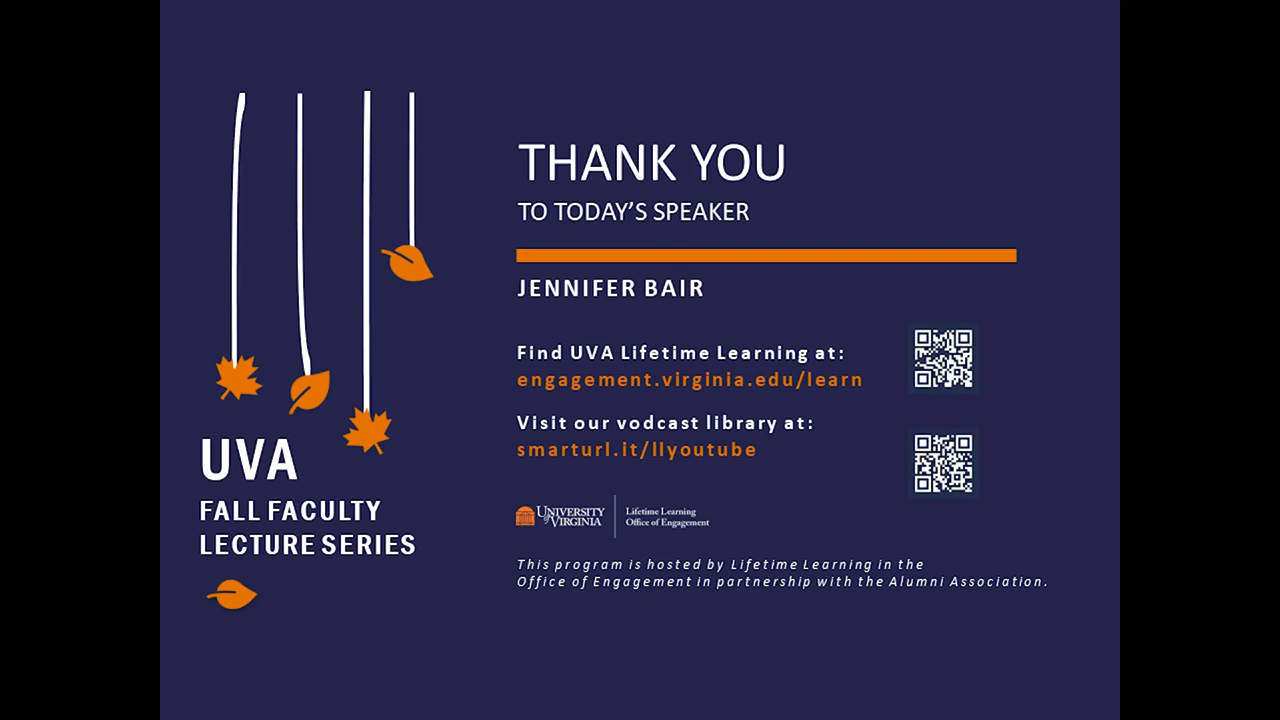 THANK YOU
TO TODAY'S SPEAKER
JENNIFER BAIR
Find UVA Lifetime Learning at:
engagement.virginia.edu/learn
Visit our vodcast library at:
smarturl.it/llyoutube
UVA
FALL FACULTY
LECTURE SERIES
UNIVERSITY
of VIRGINIA
Lifetime Learning
Office of Engagement
This program is hosted by Lifetime Learning in the
Office of Engagement in partnership with the Alumni Association.